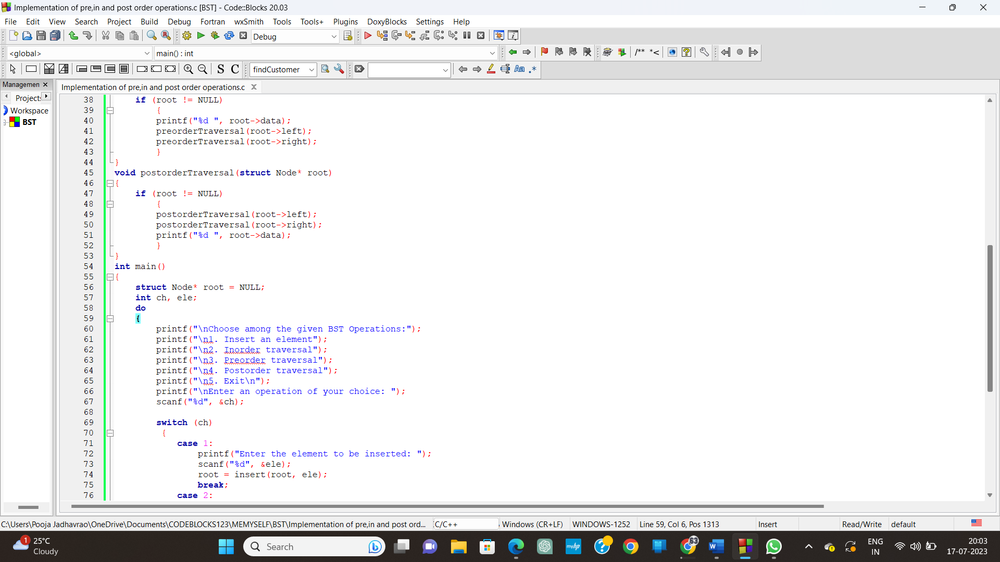 Implementation of pre,in and post order operations.c [BST] - Code::Blocks 20.03
File Edit View Search Project Build Debug Fortran wxSmith Tools Tools+ Plugins DoxyBlocks Settings Help
Debug
<global> main() : int
/** *<
S C findCustomer Aa .*
Managemen
Implementation of pre,in and post order operations.c
Projects
Workspace
BST
38 if (root != NULL)
39 {
40 printf("%d ", root->data);
41 preorderTraversal(root->left);
42 preorderTraversal(root->right);
43 }
44 }
45 void postorderTraversal(struct Node* root)
46 {
47 if (root != NULL)
48 {
49 postorderTraversal(root->left);
50 postorderTraversal(root->right);
51 printf("%d ", root->data);
52 }
53 }
54 int main()
55 {
56 struct Node* root = NULL;
57 int ch, ele;
58 do
59 {
60 printf("\nChoose among the given BST Operations:");
61 printf("\n1. Insert an element");
62 printf("\n2. Inorder traversal");
63 printf("\n3. Preorder traversal");
64 printf("\n4. Postorder traversal");
65 printf("\n5. Exit\n");
66 printf("\nEnter an operation of your choice: ");
67 scanf("%d", &ch);
68
69 switch (ch)
70 {
71 case 1:
72 printf("Enter the element to be inserted: ");
73 scanf("%d", &ele);
74 root = insert(root, ele);
75 break;
76 case 2:
C:\Users\Pooja Jadhavrao\OneDrive\Documents\CODEBLOCKS123\MEMYSELF\BST\Implementation of pre,in and post ord... C/C++ Windows (CR+LF) WINDOWS-1252 Line 59, Col 6, Pos 1313 Insert Read/Write default
1 25°C
Cloudy
Search
myhp
63
ENG
IN
20:03
17-07-2023